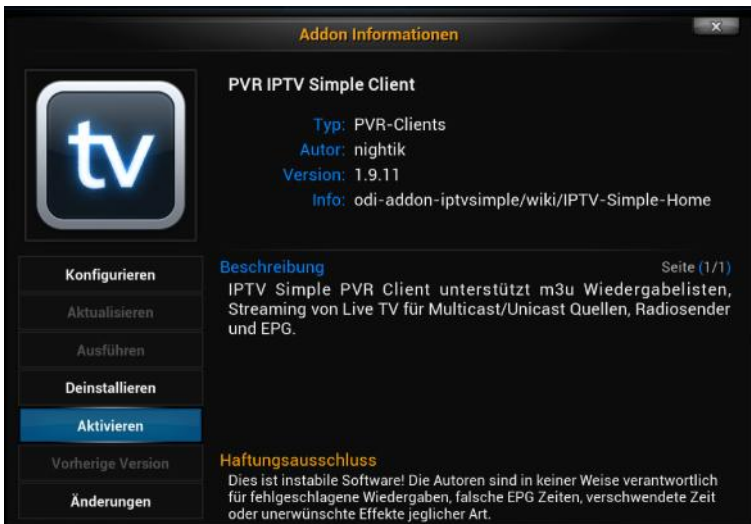 Addon Informationen
tv
PVR IPTV Simple Client
Typ: PVR-Clients
Autor: nightik
Version: 1.9.11
Info: odi-addon-iptvsimple/wiki/IPTV-Simple-Home
Konfigurieren
Aktualisieren
Ausführen
Deinstallieren
Aktivieren
Vorherige Version
Änderungen
Beschreibung
Seite (1/1)
IPTV Simple PVR Client unterstützt m3u Wiedergabelisten,
Streaming von Live TV für Multicast/Unicast Quellen, Radiosender
und EPG.
Haftungsausschluss
Dies ist instabile Software! Die Autoren sind in keiner Weise verantwortlich
für fehlgeschlagene Wiedergaben, falsche EPG Zeiten, verschwendete Zeit
oder unerwünschte Effekte jeglicher Art.